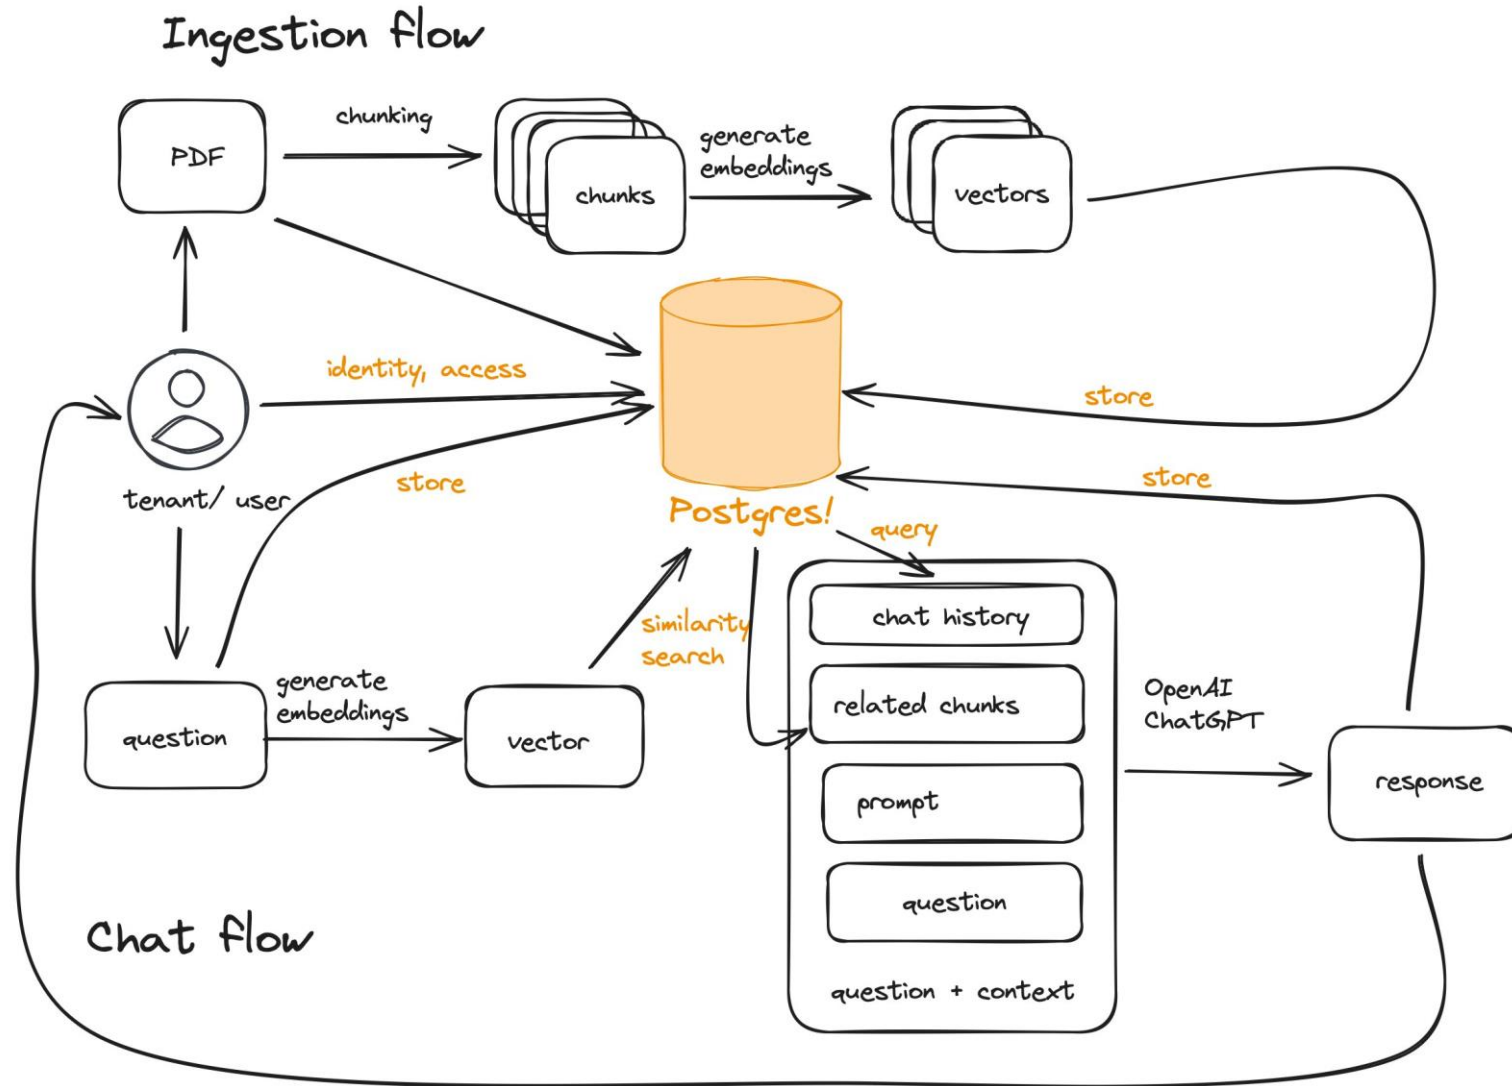 Ingestion flow
PDF
chunking
chunks
generate
embeddings
vectors
identity, access
store
tenant/ user
store
Postgres!
store
query
similarity
search
question
generate
embeddings
vector
chat history
related chunks
prompt
question
question + context
OpenAI
ChatGPT
response
Chat flow